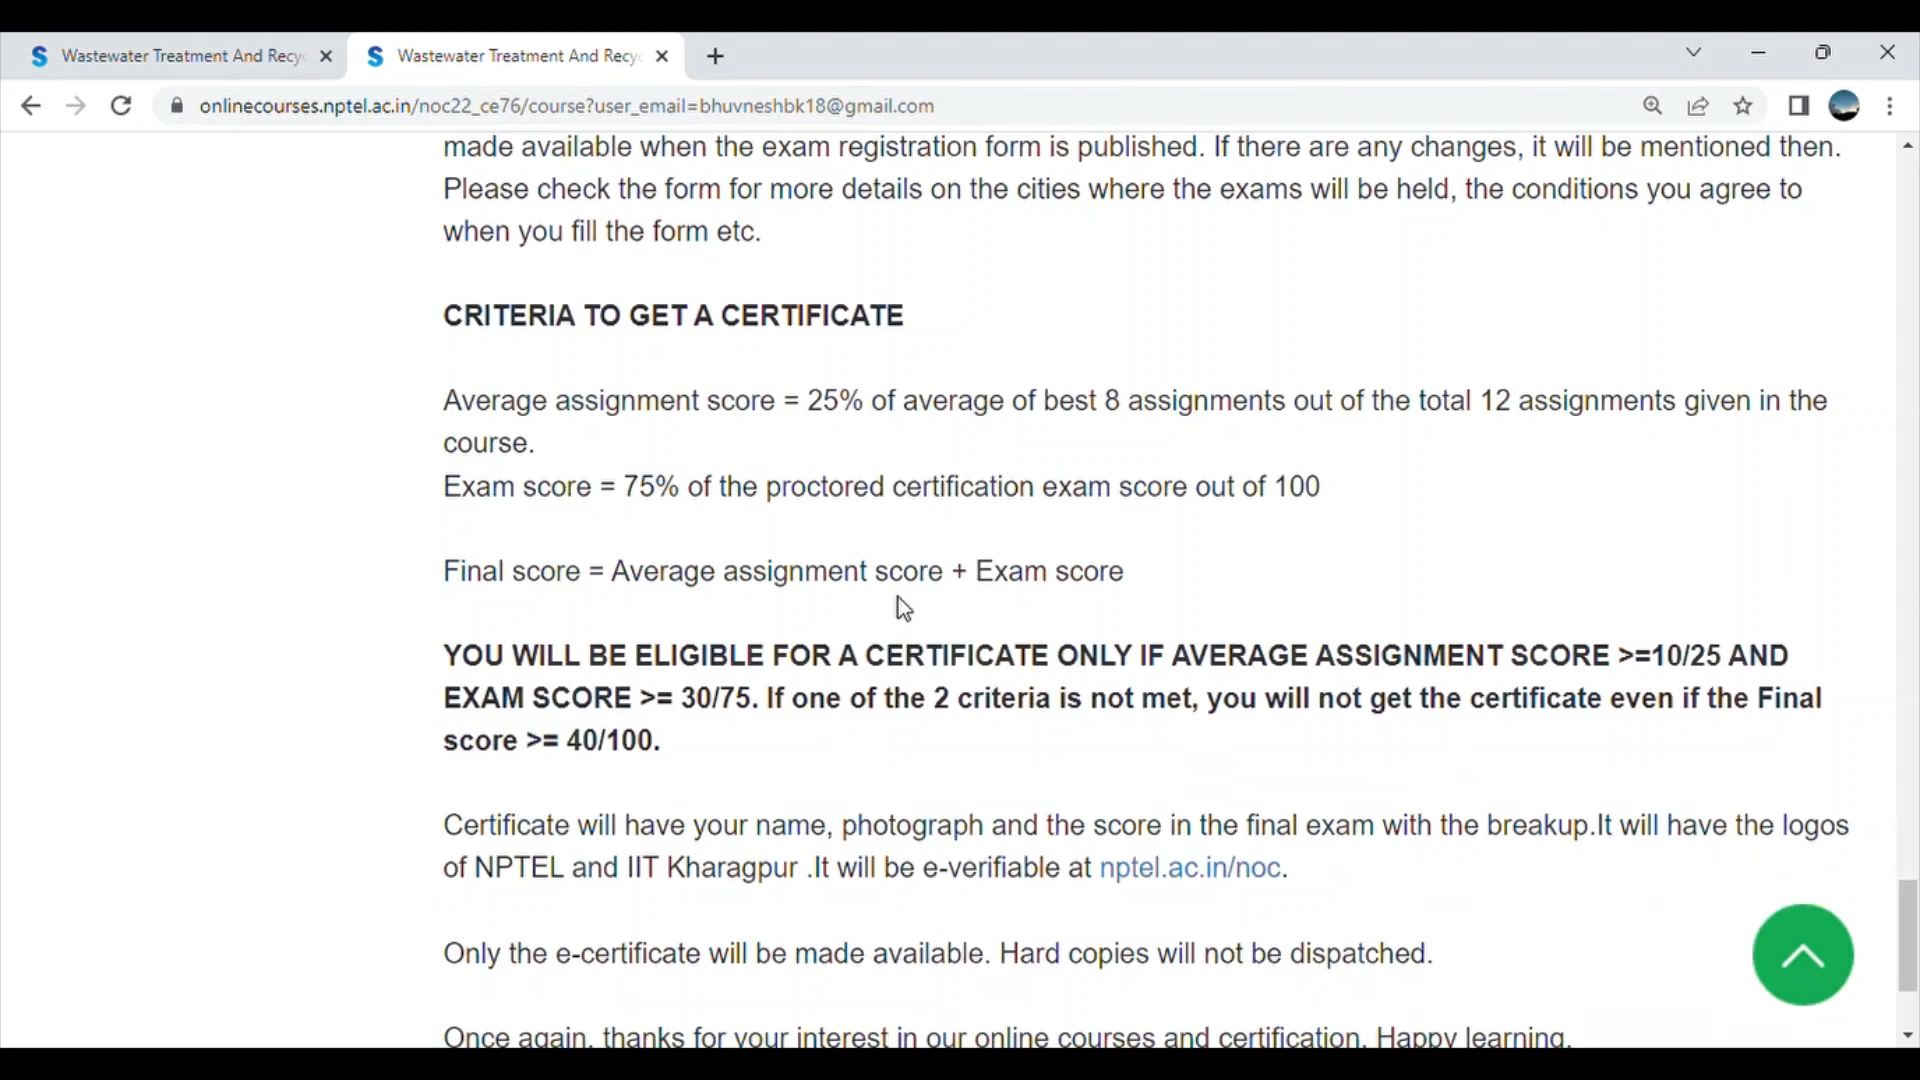 Wastewater Treatment And Recyc
Wastewater Treatment And Recyc
onlinecourses.nptel.ac.in/noc22_ce76/course?user_email=bhuvneshbk18@gmail.com
made available when the exam registration form is published. If there are any changes, it will be mentioned then.
Please check the form for more details on the cities where the exams will be held, the conditions you agree to
when you fill the form etc.
CRITERIA TO GET A CERTIFICATE
Average assignment score = 25% of average of best 8 assignments out of the total 12 assignments given in the
course.
Exam score = 75% of the proctored certification exam score out of 100
Final score = Average assignment score + Exam score
YOU WILL BE ELIGIBLE FOR A CERTIFICATE ONLY IF AVERAGE ASSIGNMENT SCORE >=10/25 AND
EXAM SCORE >= 30/75. If one of the 2 criteria is not met, you will not get the certificate even if the Final
score >= 40/100.
Certificate will have your name, photograph and the score in the final exam with the breakup.It will have the logos
of NPTEL and IIT Kharagpur .It will be e-verifiable at nptel.ac.in/noc.
Only the e-certificate will be made available. Hard copies will not be dispatched.
Once again, thanks for your interest in our online courses and certification. Happy learning.